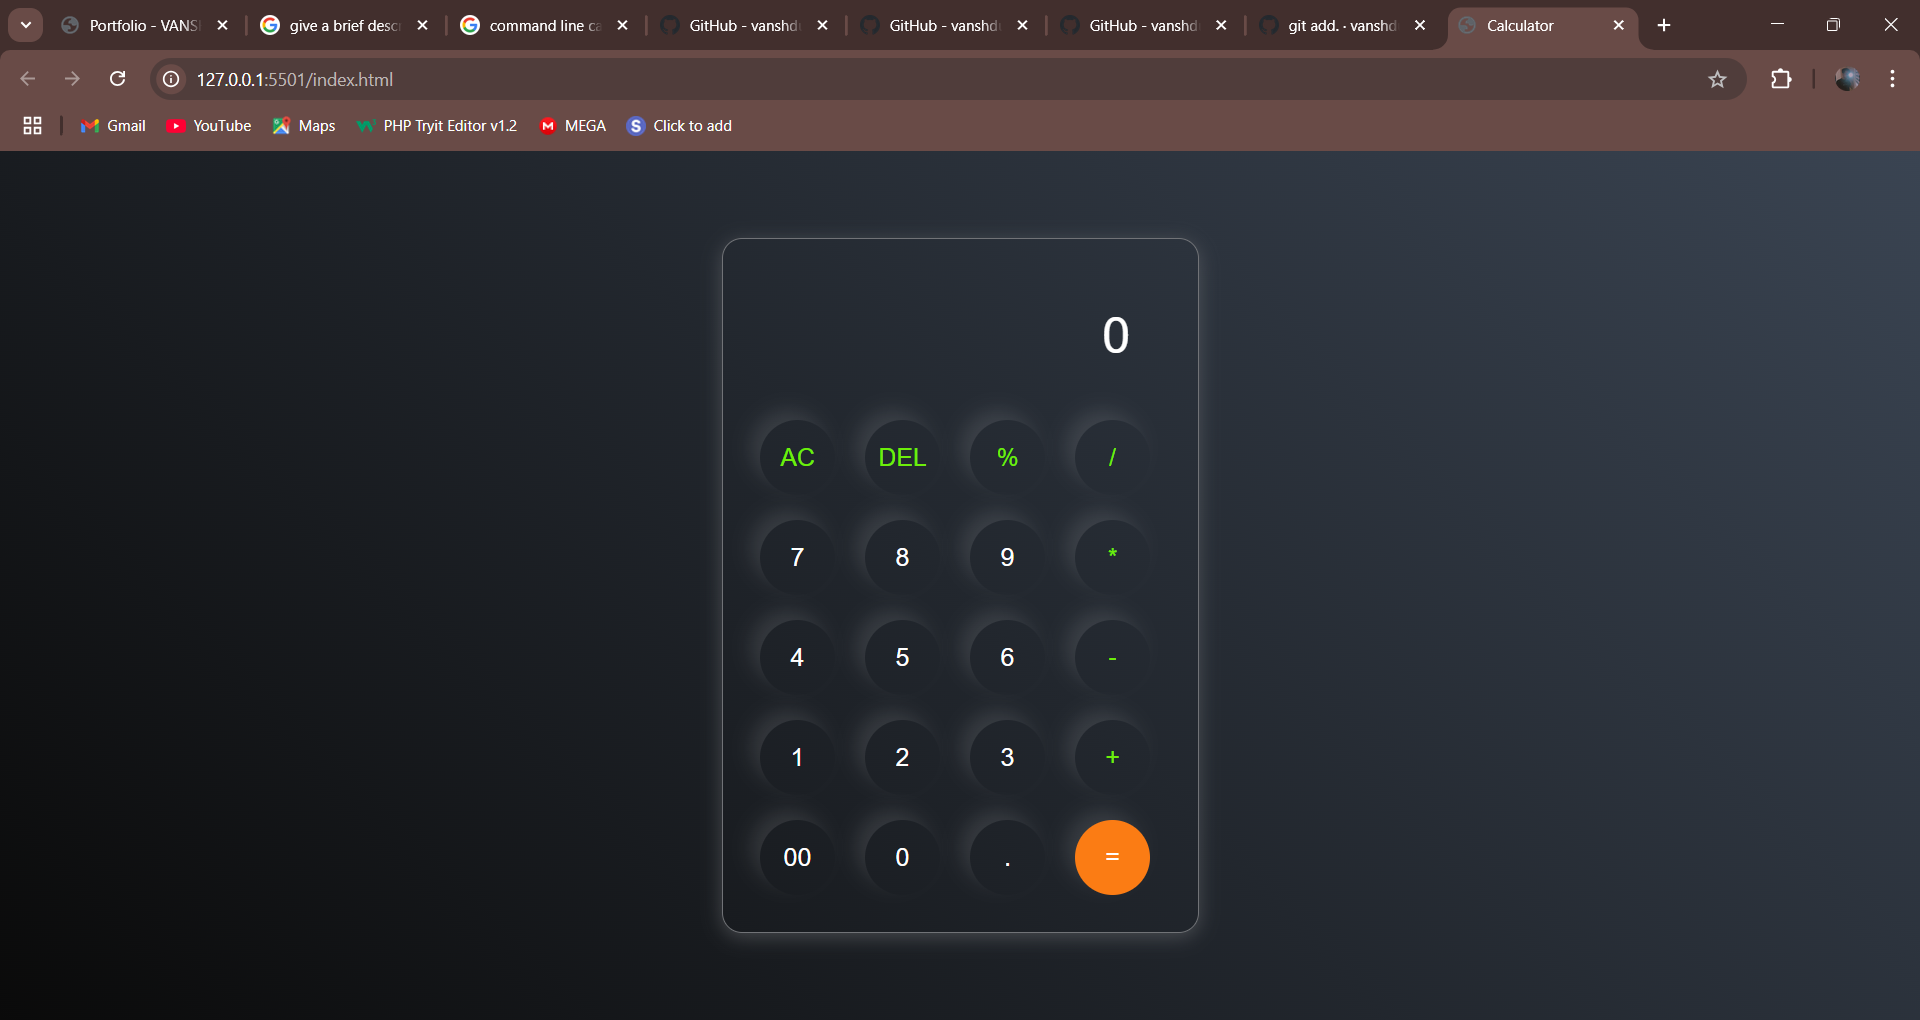 Portfolio - VANS
give a brief descr
command line ca
GitHub - vanshd
GitHub - vanshd
GitHub - vanshd
git add. · vanshd
Calculator
127.0.0.1:5501/index.html
Gmail
YouTube
Maps
PHP Tryit Editor v1.2
MEGA
S Click to add
0
AC DEL % /
7 8 9 *
4 5 6 -
1 2 3 +
00 0 . =